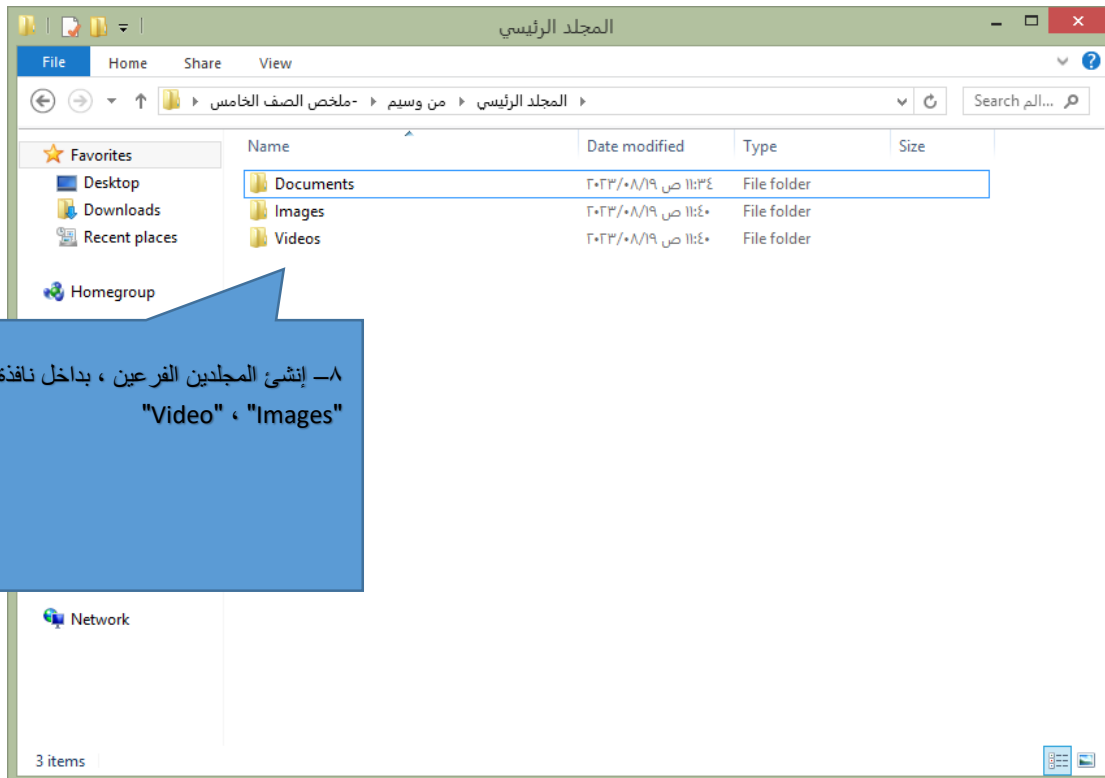 المجلد الرئيسي
File Home Share View
المجلد الرئيسي ◂ من وسيم ◂ -ملخص الصف الخامس ◂
Search الم...
Name Date modified Type Size
Favorites
Desktop
Downloads
Recent places
Homegroup
Network
Documents ٢٠٢٣/٠٨/١٩ ص ١١:٣٤ File folder
Images ٢٠٢٣/٠٨/١٩ ص ١١:٤٠ File folder
Videos ٢٠٢٣/٠٨/١٩ ص ١١:٤٠ File folder
٨– إنشئ المجلدين الفرعين ، بداخل نافذة
"Video" ، "Images"
3 items